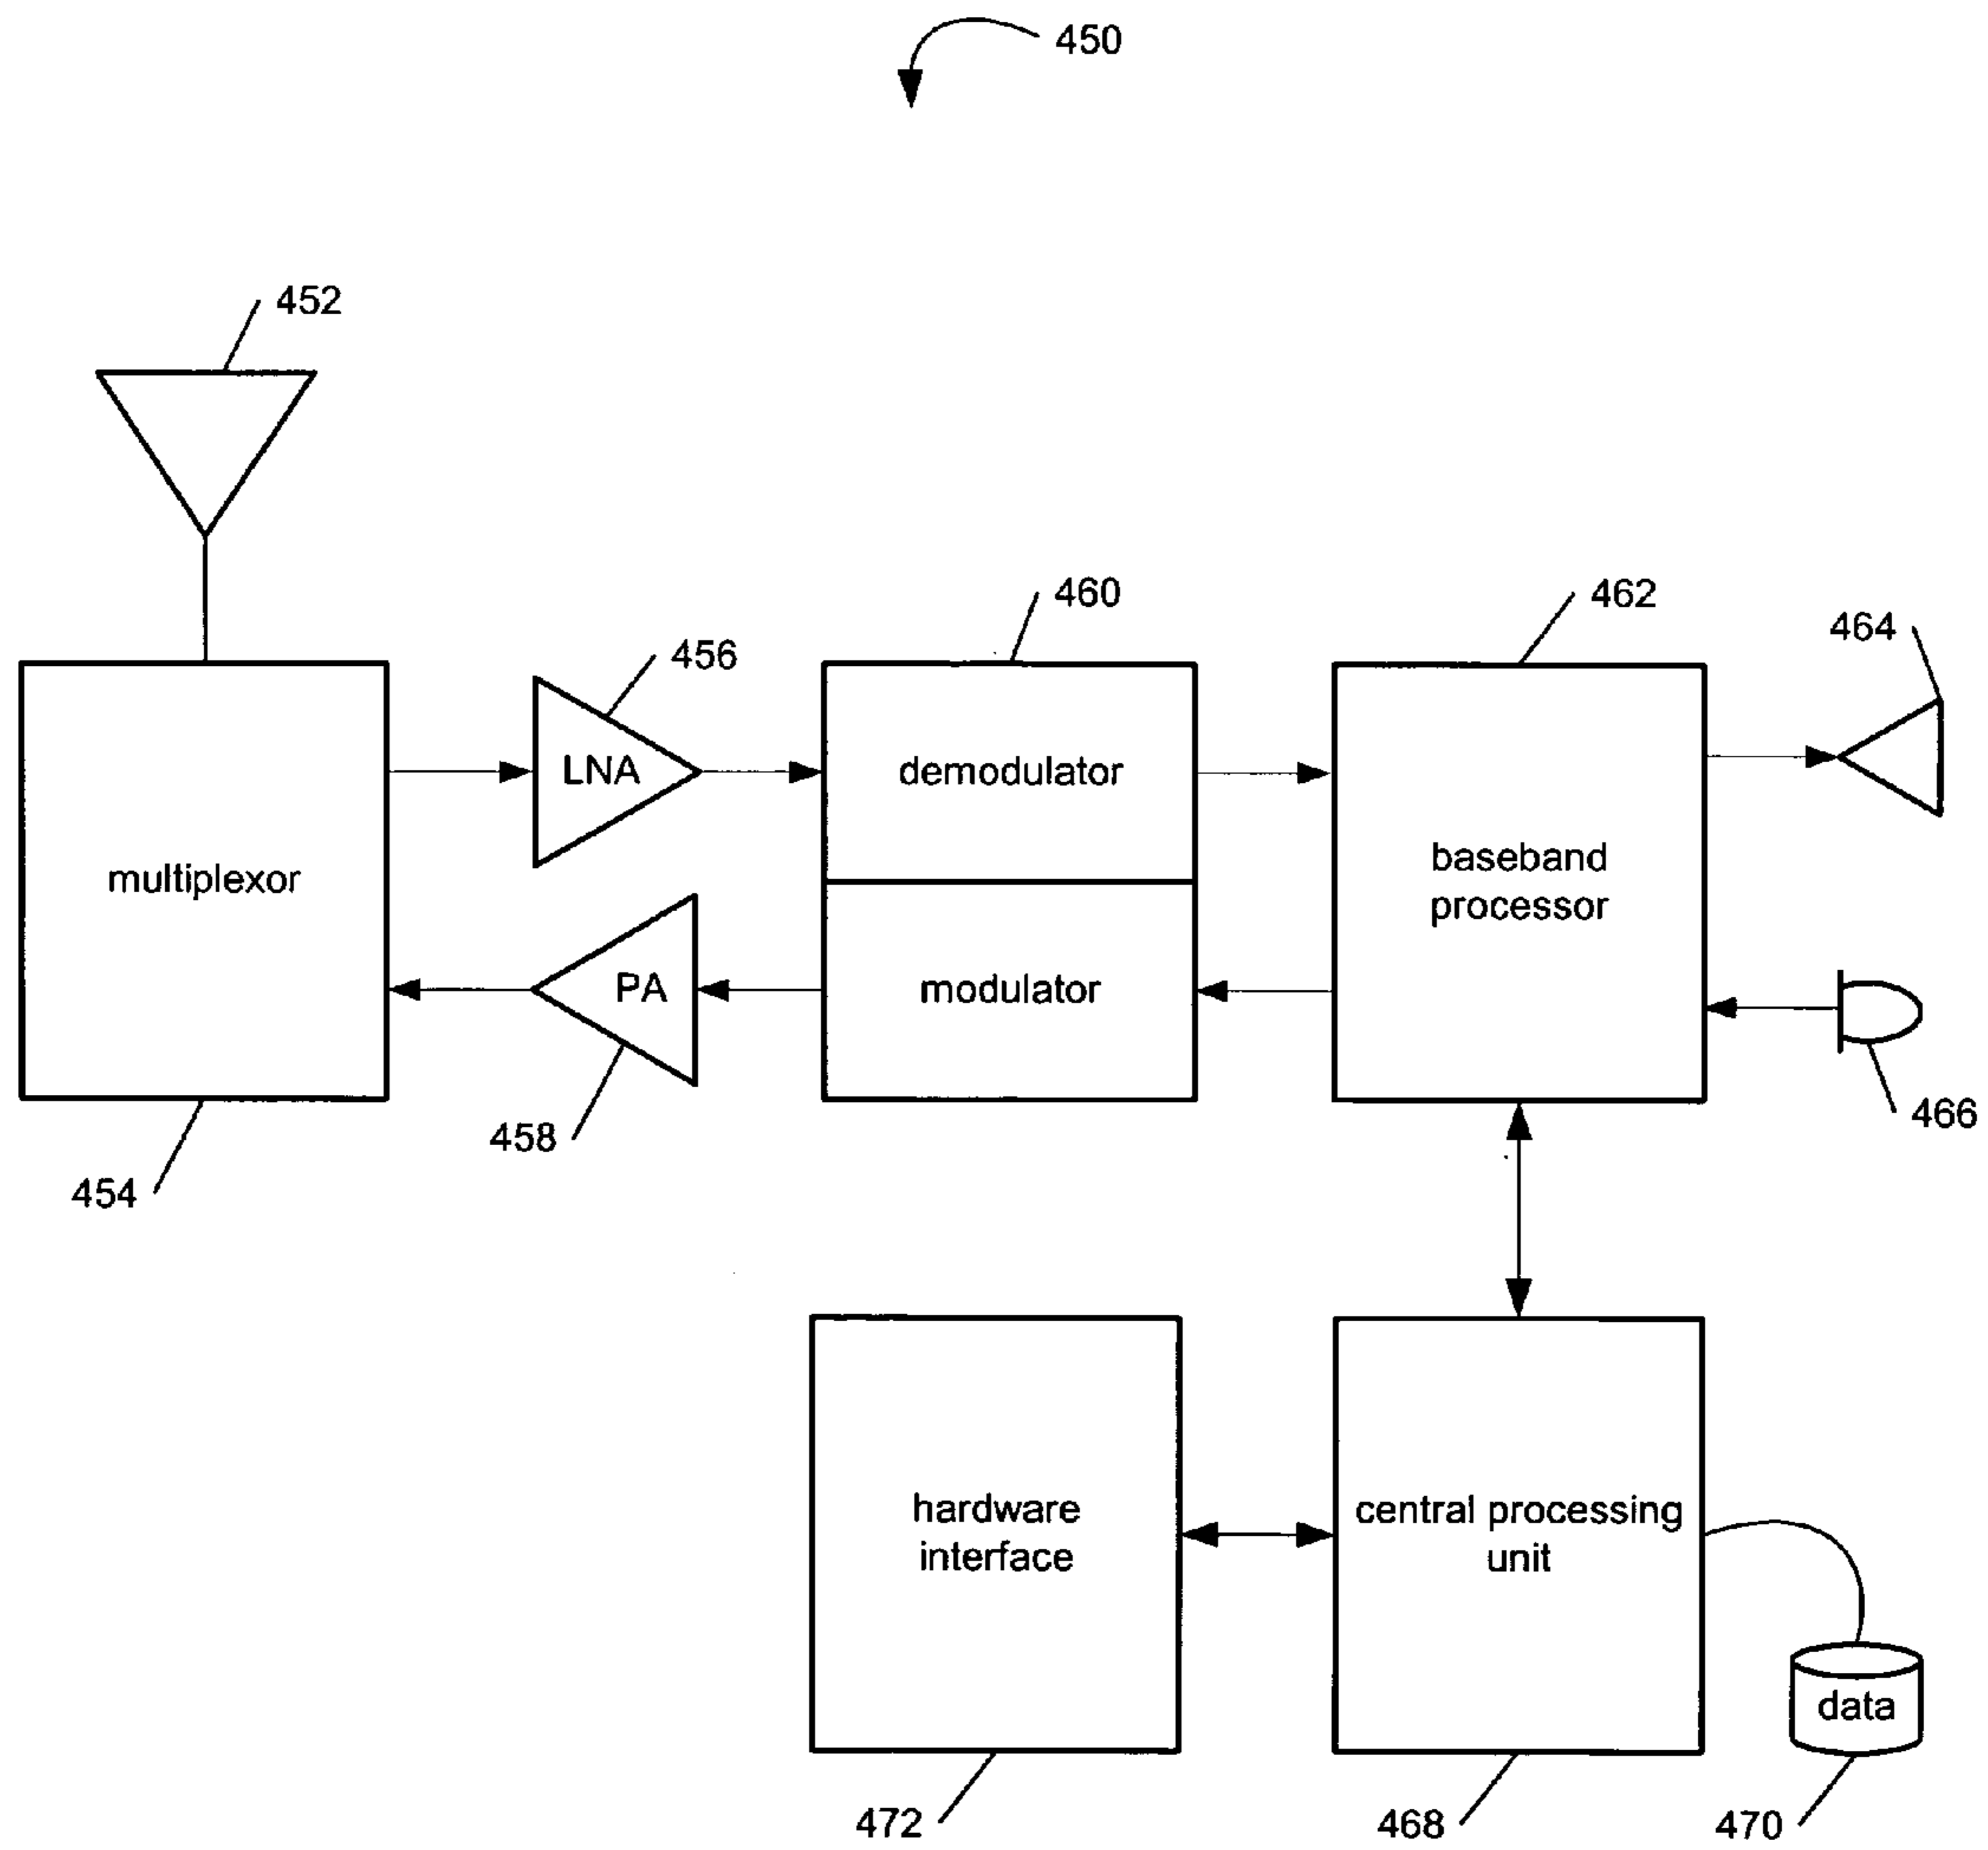 450
452
460
462
464
456
LNA
demodulator
multiplexor
baseband
processor
PA
modulator
458
466
454
hardware
interface
central processing
unit
data
472
468
470